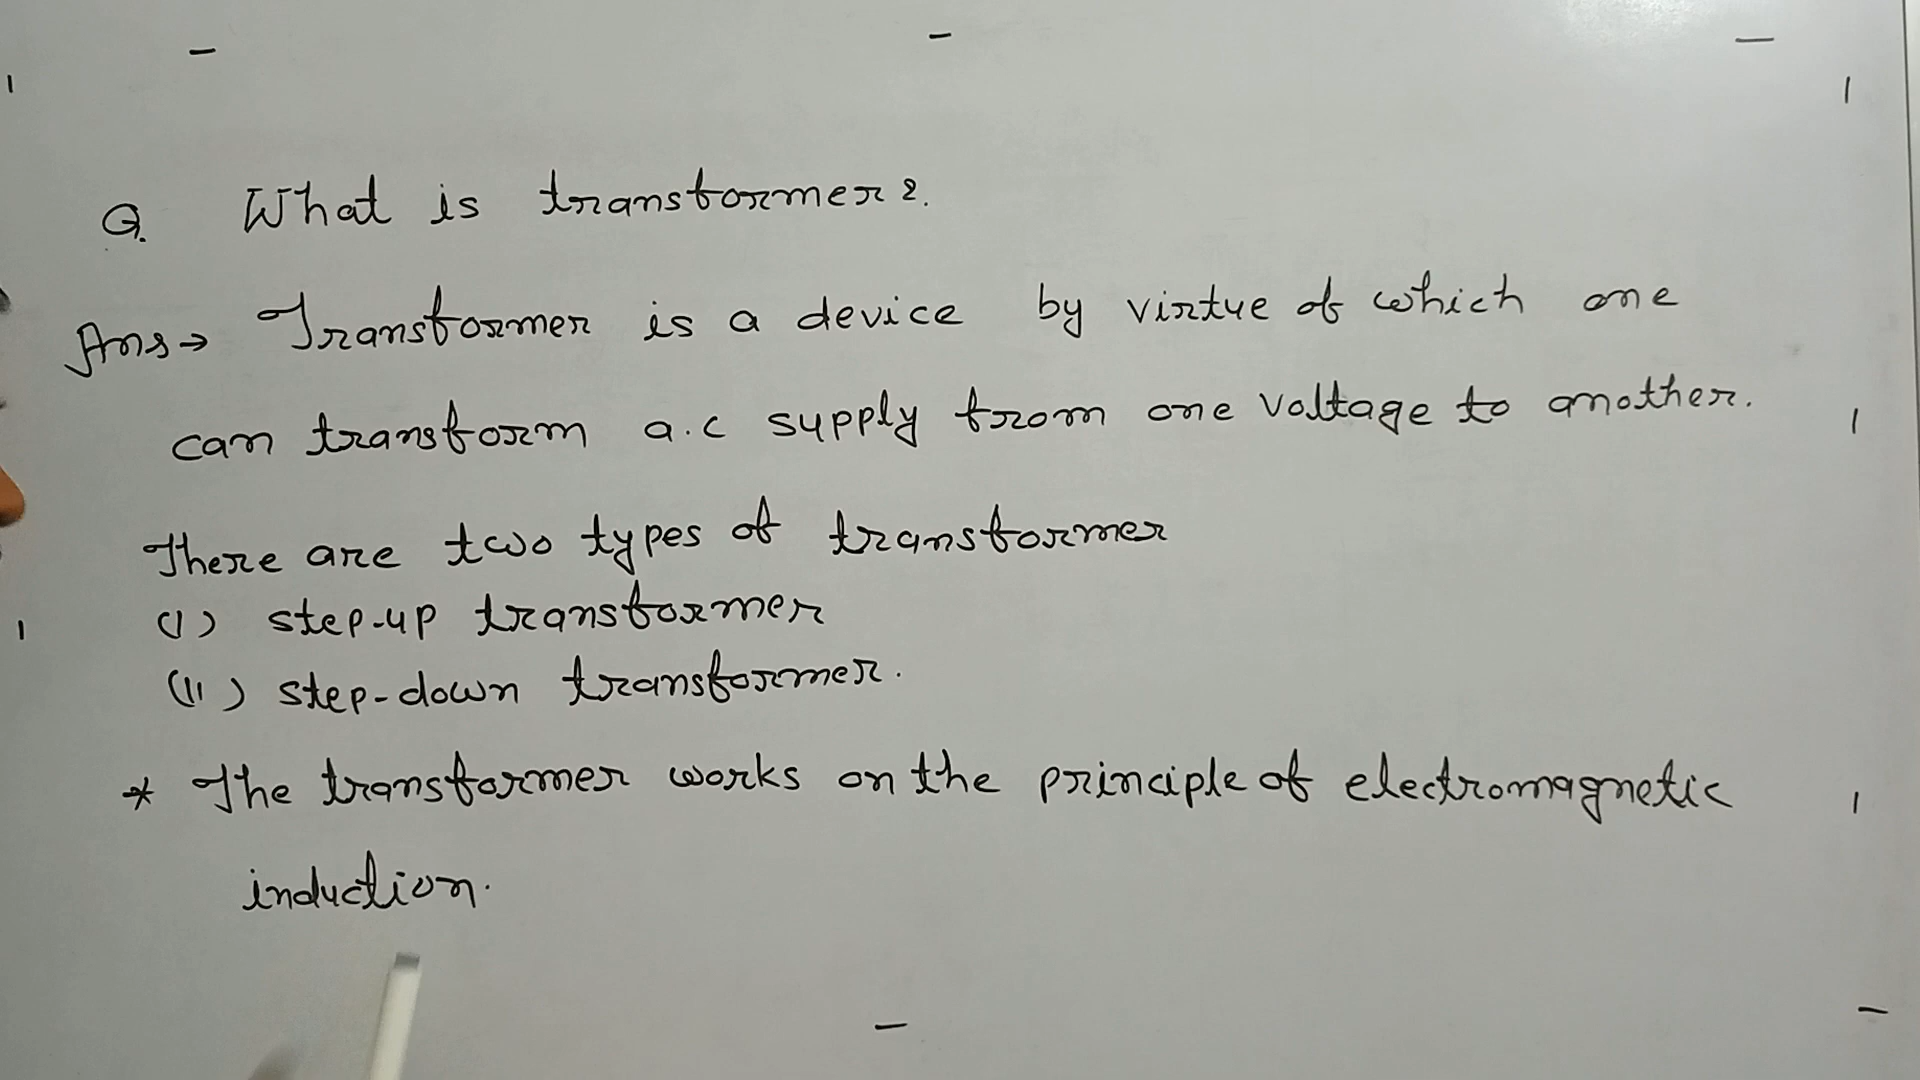 Q. What is transformer?.
Ans→ Transformer is a device by virtue of which one
can transform a.c supply from one voltage to another.
There are two types of transformer
(I) step-up transformer
(II) step-down transformer.
* The transformer works on the principle of electromagnetic
induction.